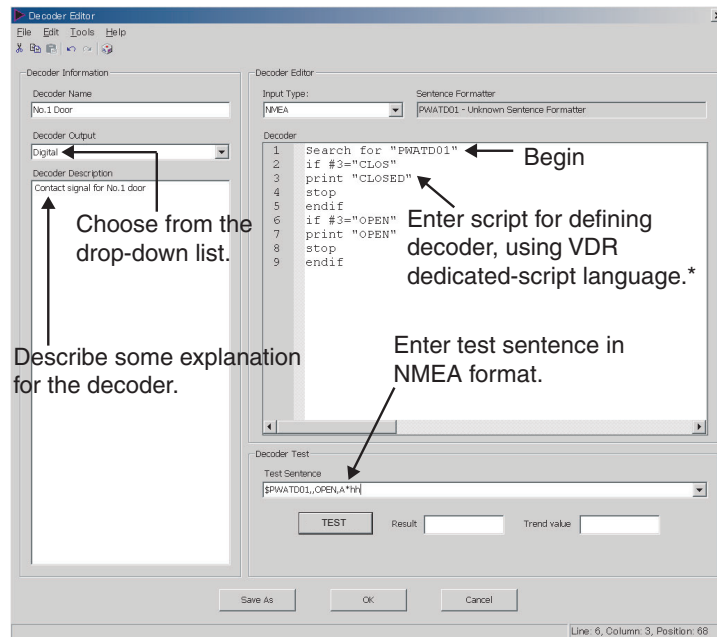 Decoder Editor
File Edit Tools Help
Decoder Information
Decoder Name
No.1 Door
Decoder Output
Digital
Decoder Description
Contact signal for No.1 door
Choose from the
drop-down list.
Describe some explanation
for the decoder.
Decoder Editor
Input Type:
Sentence Formatter
NMEA
PWATD01 - Unknown Sentence Formatter
Decoder
1 Search for "PWATD01"
2 if #3="CLOS"
3 print "CLOSED"
4 stop
5 endif
6 if #3="OPEN"
7 print "OPEN"
8 stop
9 endif
Begin
Enter script for defining
decoder, using VDR
dedicated-script language.*
Enter test sentence in
NMEA format.
Decoder Test
Test Sentence
$PWATD01,,OPEN,A*hh
TEST Result Trend value
Save As OK Cancel
Line: 6, Column: 3, Position: 68